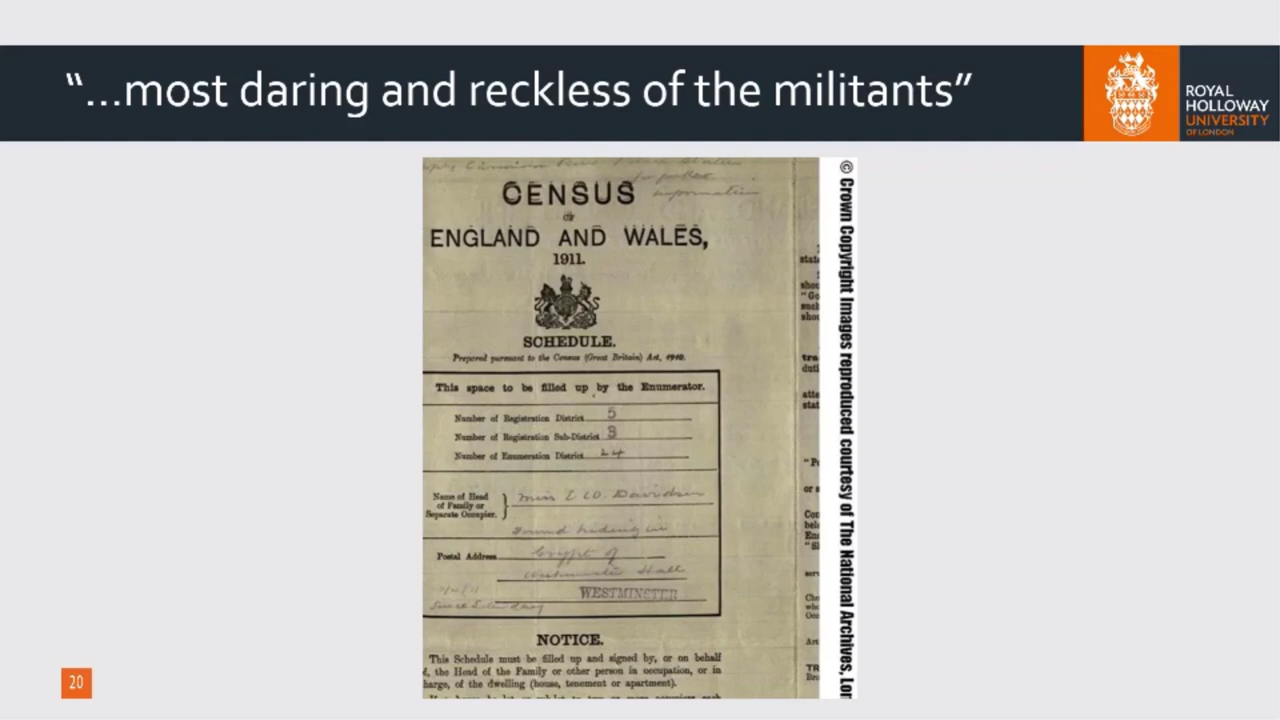 “...most daring and reckless of the militants”
ROYAL
HOLLOWAY
UNIVERSITY
OF LONDON
for further
information
CENSUS
OF
ENGLAND AND WALES,
1911.
SCHEDULE.
Prepared pursuant to the Census (Great Britain) Act, 1910.
This space to be filled up by the Enumerator.
Number of Registration District 5
Number of Registration Sub-District 3
Number of Enumeration District 24
Name of Head
of Family or
Separate Occupier.
} Miss E W. Davidson
Found hiding in
Postal Address Crypt of
Westminster Hall
WESTMINSTER
Since Saturday
NOTICE.
This Schedule must be filled up and signed by, or on behalf
f, the Head of the Family or other person in occupation, or in
harge, of the dwelling (house, tenement or apartment).
© Crown Copyright Images reproduced courtesy of The National Archives, Lon
20